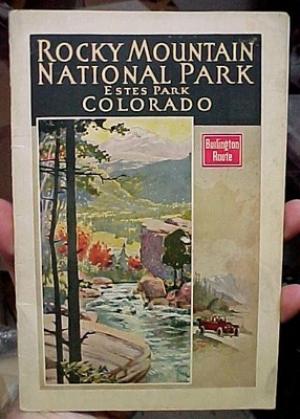 ROCKY MOUNTAIN
NATIONAL PARK
ESTES PARK
COLORADO
Burlington
Route